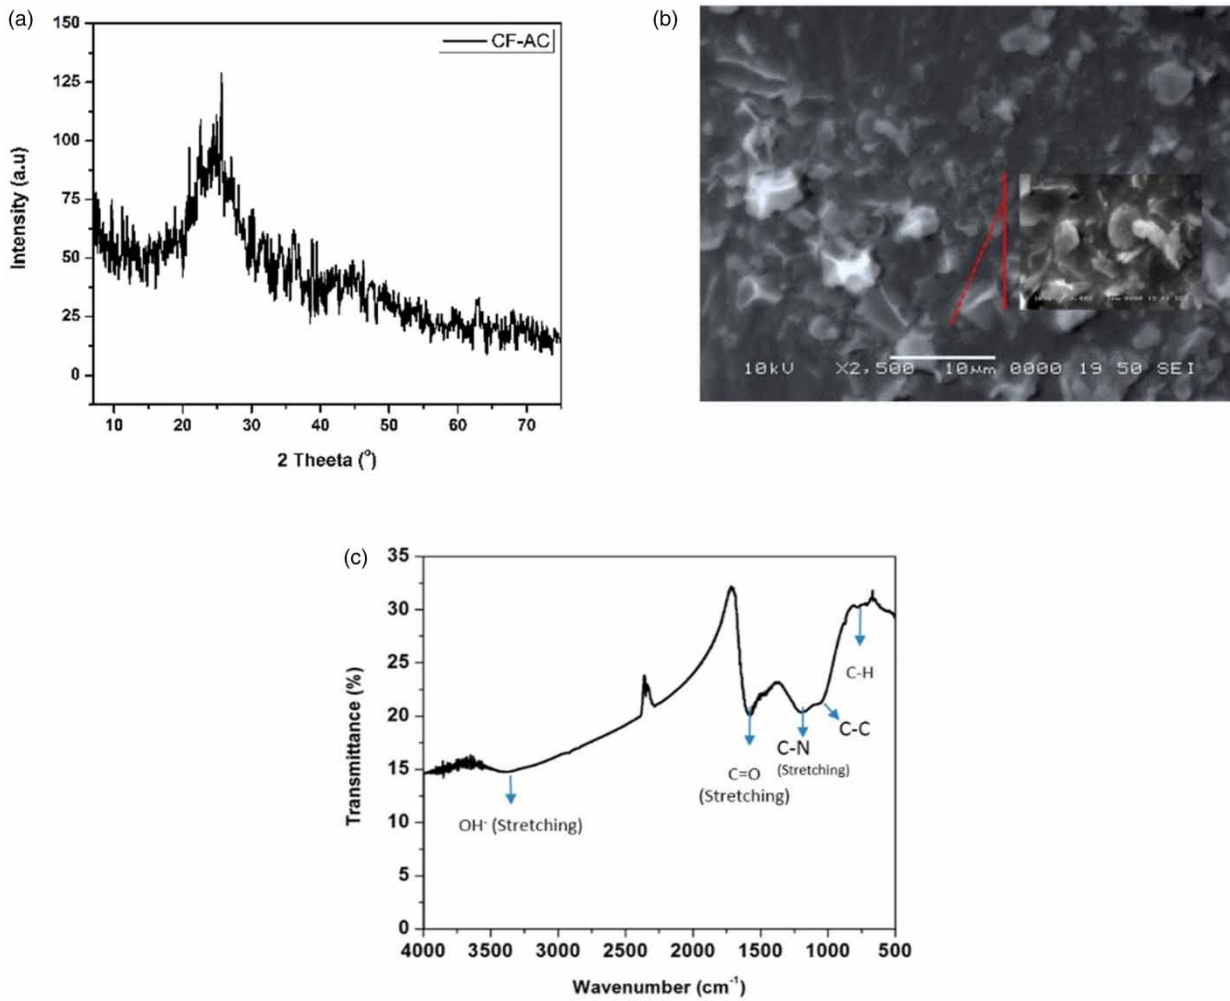 (a)
150
125
100
75
50
25
0
Intensity (a.u)
CF-AC
10 20 30 40 50 60 70
2 Theeta (°)
(b)
10kV X2,500 10µm 0000 19 50 SEI
(c)
35
30
25
20
15
10
5
0
Transmittance (%)
OH- (Stretching)
C=O
(Stretching)
C-N
(Stretching)
C-C
C-H
4000 3500 3000 2500 2000 1500 1000 500
Wavenumber (cm-1)